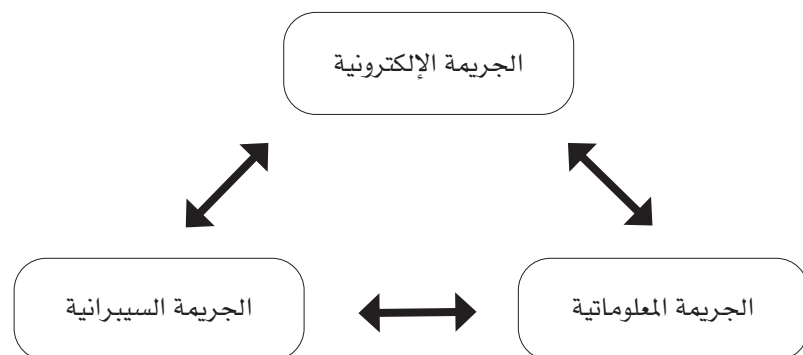 الجريمة الإلكترونية
الجريمة المعلوماتية
الجريمة السيبرانية